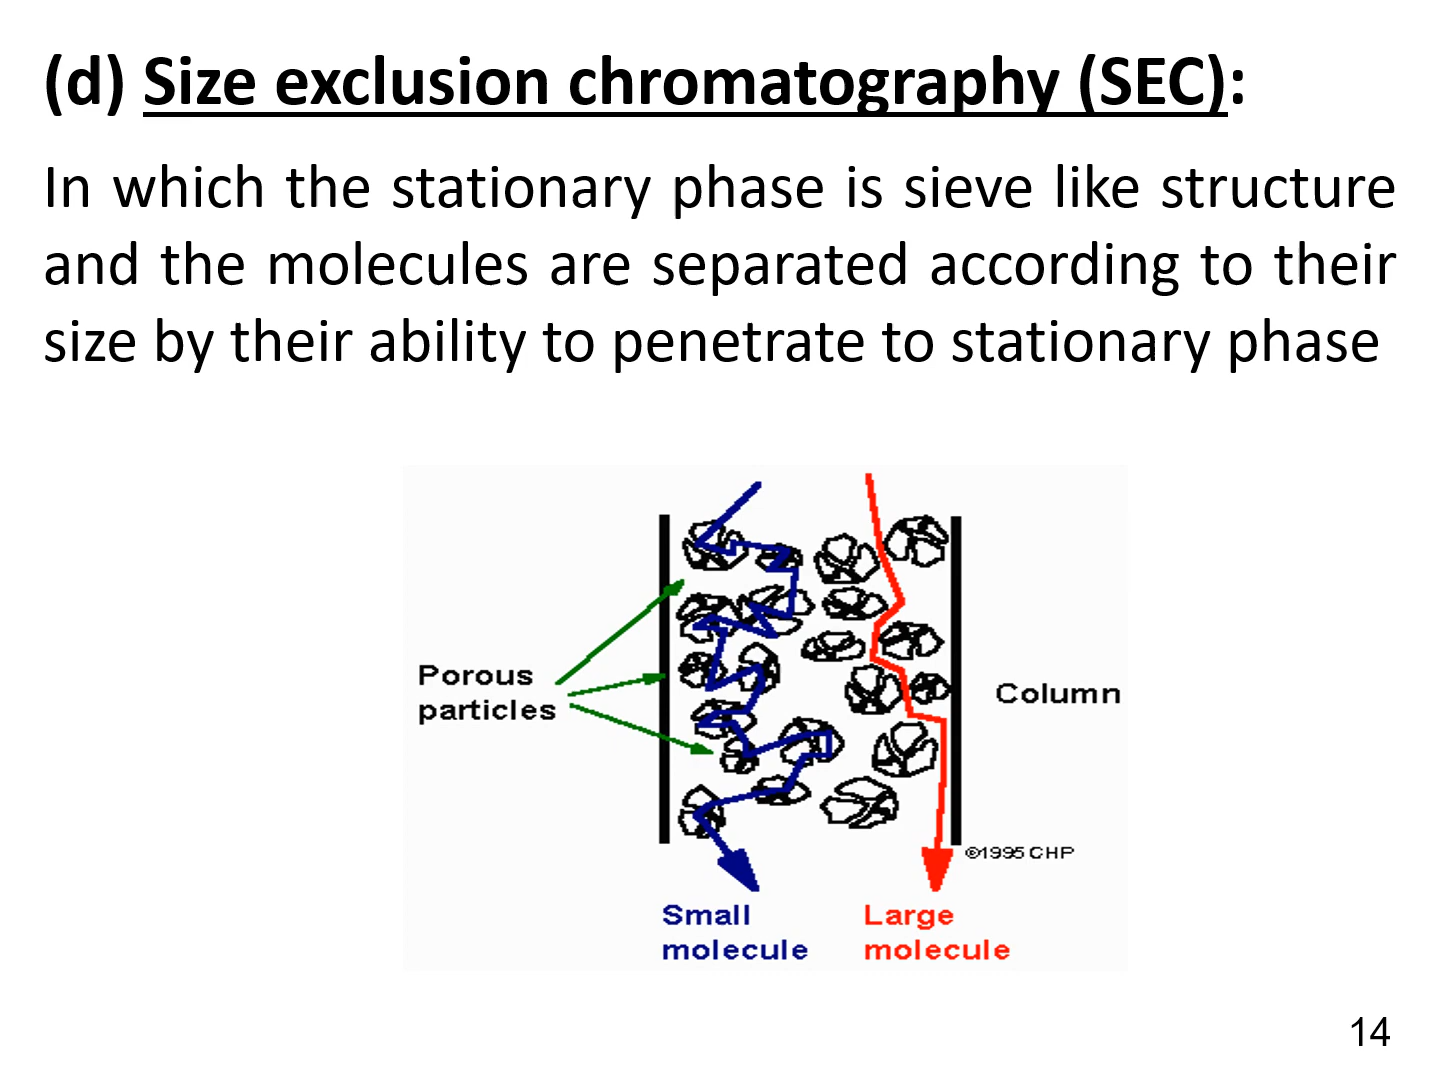 (d) Size exclusion chromatography (SEC):
In which the stationary phase is sieve like structure
and the molecules are separated according to their
size by their ability to penetrate to stationary phase
Porous
particles
Column
©1995 CHP
Small
molecule
Large
molecule
14